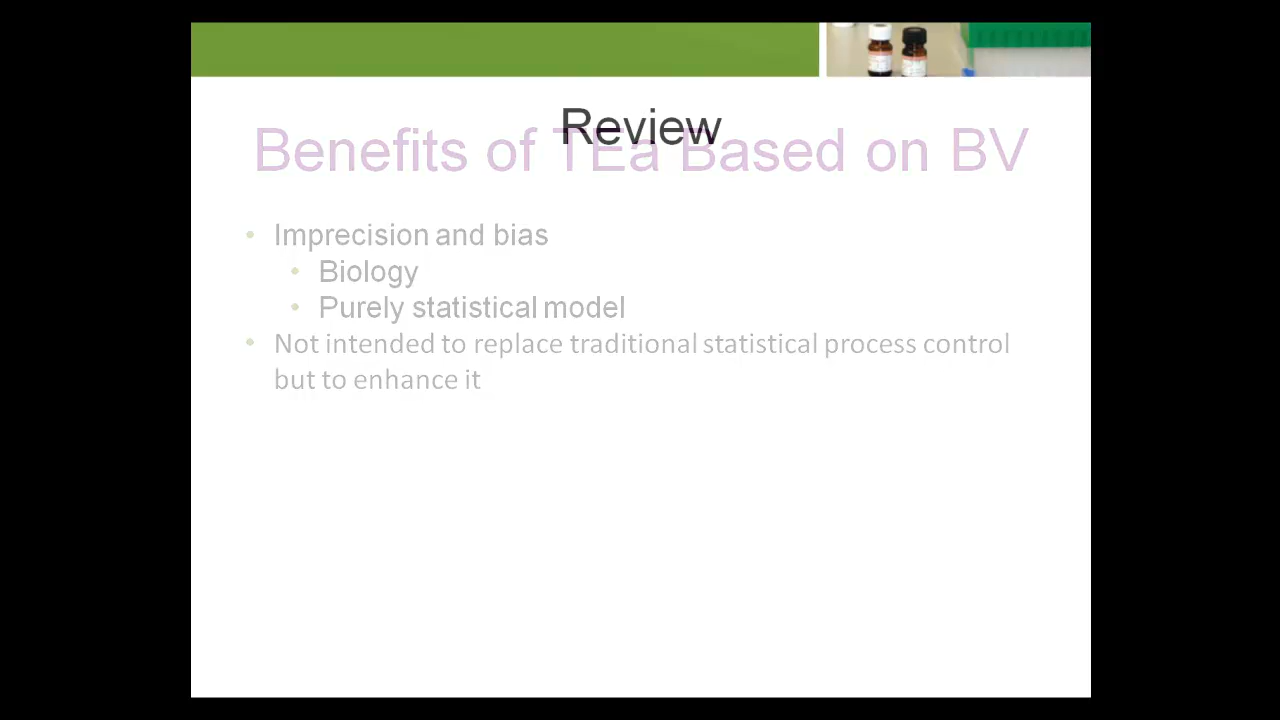 Review
Benefits of TEa Based on BV
• Imprecision and bias
• Biology
• Purely statistical model
• Not intended to replace traditional statistical process control
but to enhance it